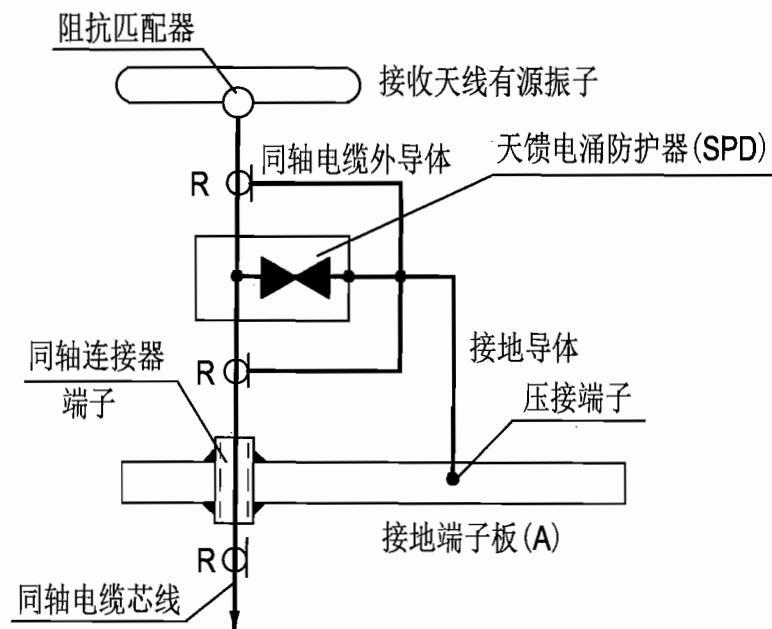 阻抗匹配器
接收天线有源振子
天馈电涌防护器(SPD)
同轴电缆外导体
R
同轴连接器
端子
R
接地导体
压接端子
接地端子板(A)
R
同轴电缆芯线